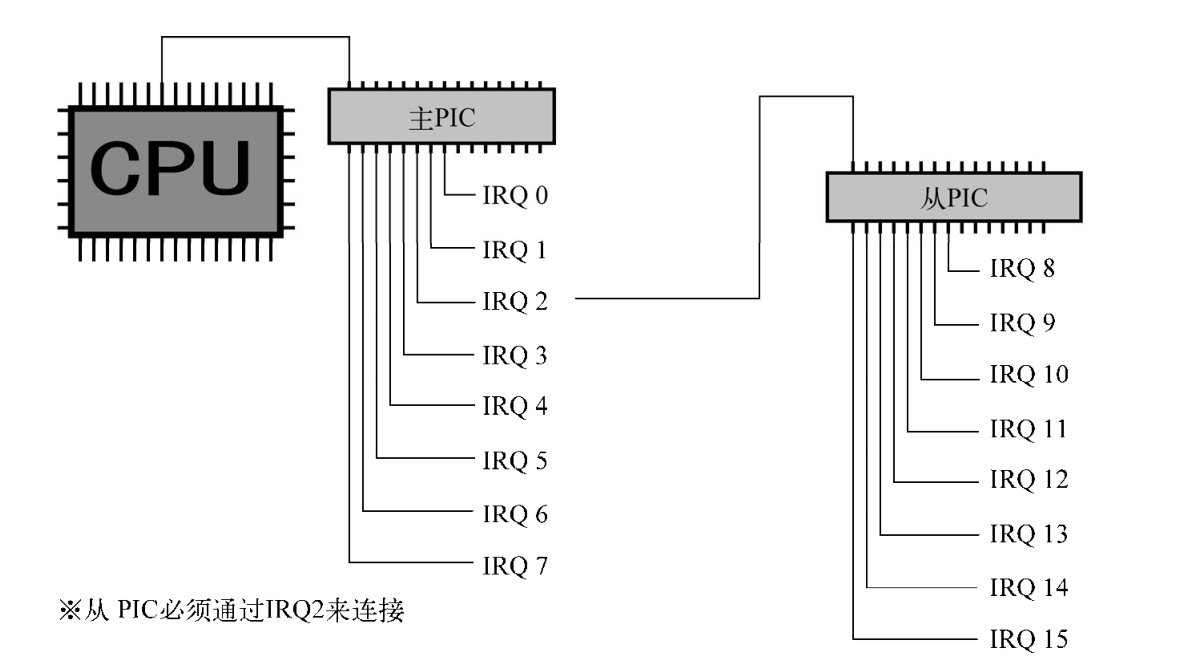 CPU
主PIC
IRQ 0
IRQ 1
IRQ 2
IRQ 3
IRQ 4
IRQ 5
IRQ 6
IRQ 7
从PIC
IRQ 8
IRQ 9
IRQ 10
IRQ 11
IRQ 12
IRQ 13
IRQ 14
IRQ 15
※从 PIC必须通过IRQ2来连接